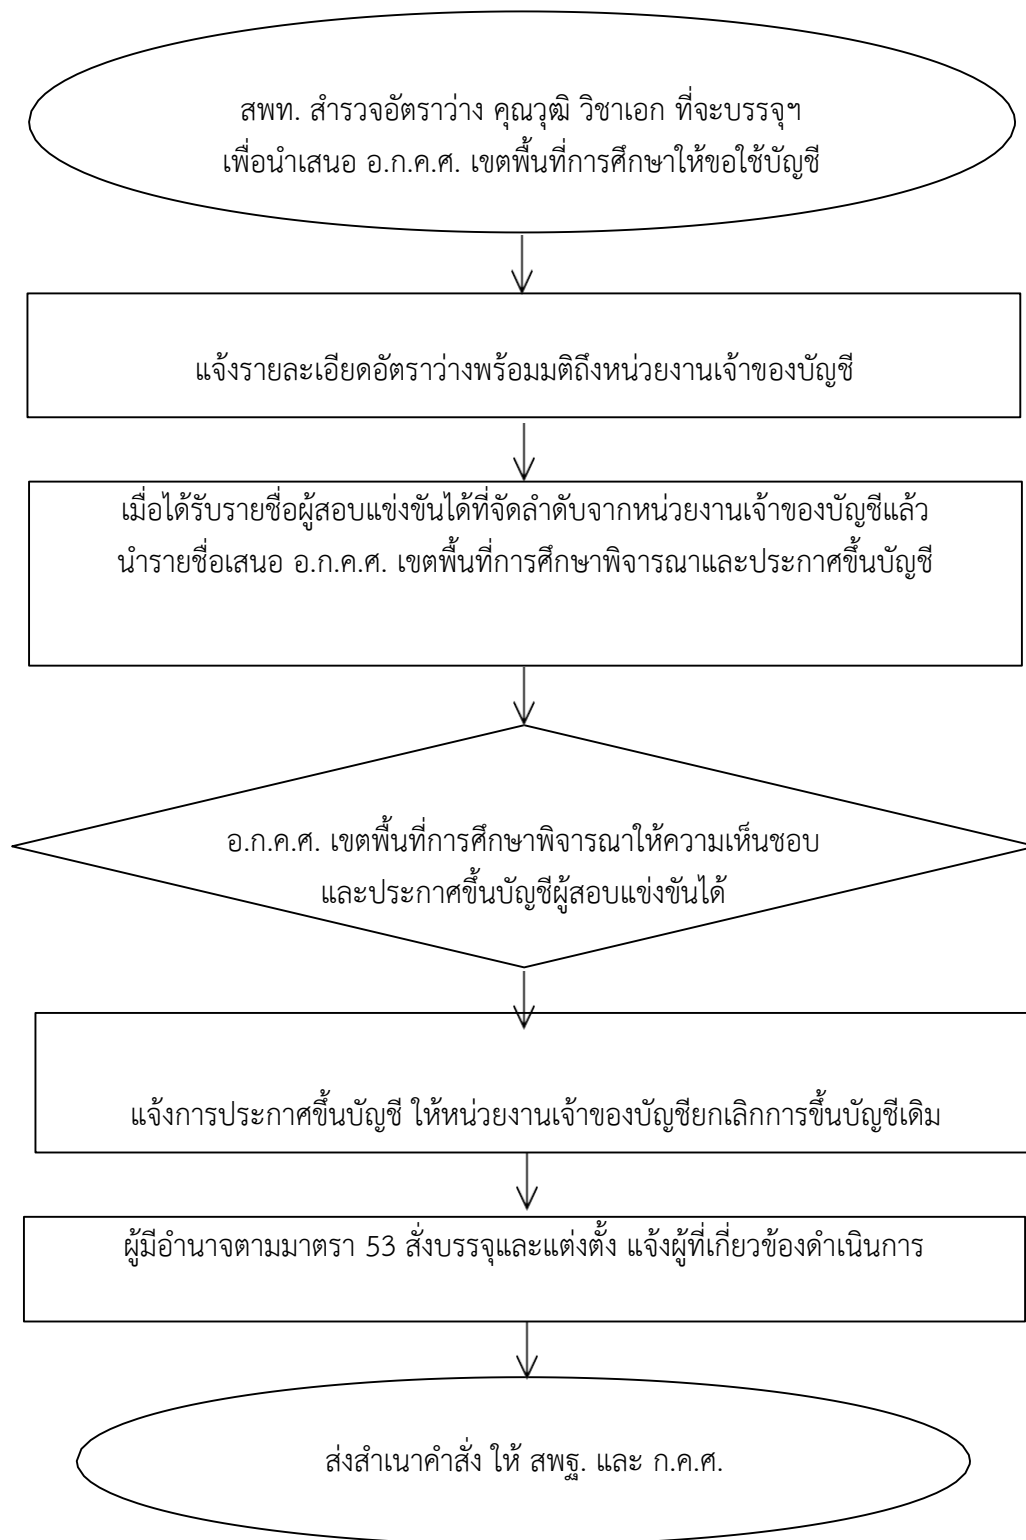 สพท. สำรวจอัตราว่าง คุณวุฒิ วิชาเอก ที่จะบรรจุฯ
เพื่อนำเสนอ อ.ก.ค.ศ. เขตพื้นที่การศึกษาให้ขอใช้บัญชี
แจ้งรายละเอียดอัตราว่างพร้อมมติถึงหน่วยงานเจ้าของบัญชี
เมื่อได้รับรายชื่อผู้สอบแข่งขันได้ที่จัดลำดับจากหน่วยงานเจ้าของบัญชีแล้ว
นำรายชื่อเสนอ อ.ก.ค.ศ. เขตพื้นที่การศึกษาพิจารณาและประกาศขึ้นบัญชี
อ.ก.ค.ศ. เขตพื้นที่การศึกษาพิจารณาให้ความเห็นชอบ
และประกาศขึ้นบัญชีผู้สอบแข่งขันได้
แจ้งการประกาศขึ้นบัญชี ให้หน่วยงานเจ้าของบัญชียกเลิกการขึ้นบัญชีเดิม
ผู้มีอำนาจตามมาตรา 53 สั่งบรรจุและแต่งตั้ง แจ้งผู้ที่เกี่ยวข้องดำเนินการ
ส่งสำเนาคำสั่ง ให้ สพฐ. และ ก.ค.ศ.